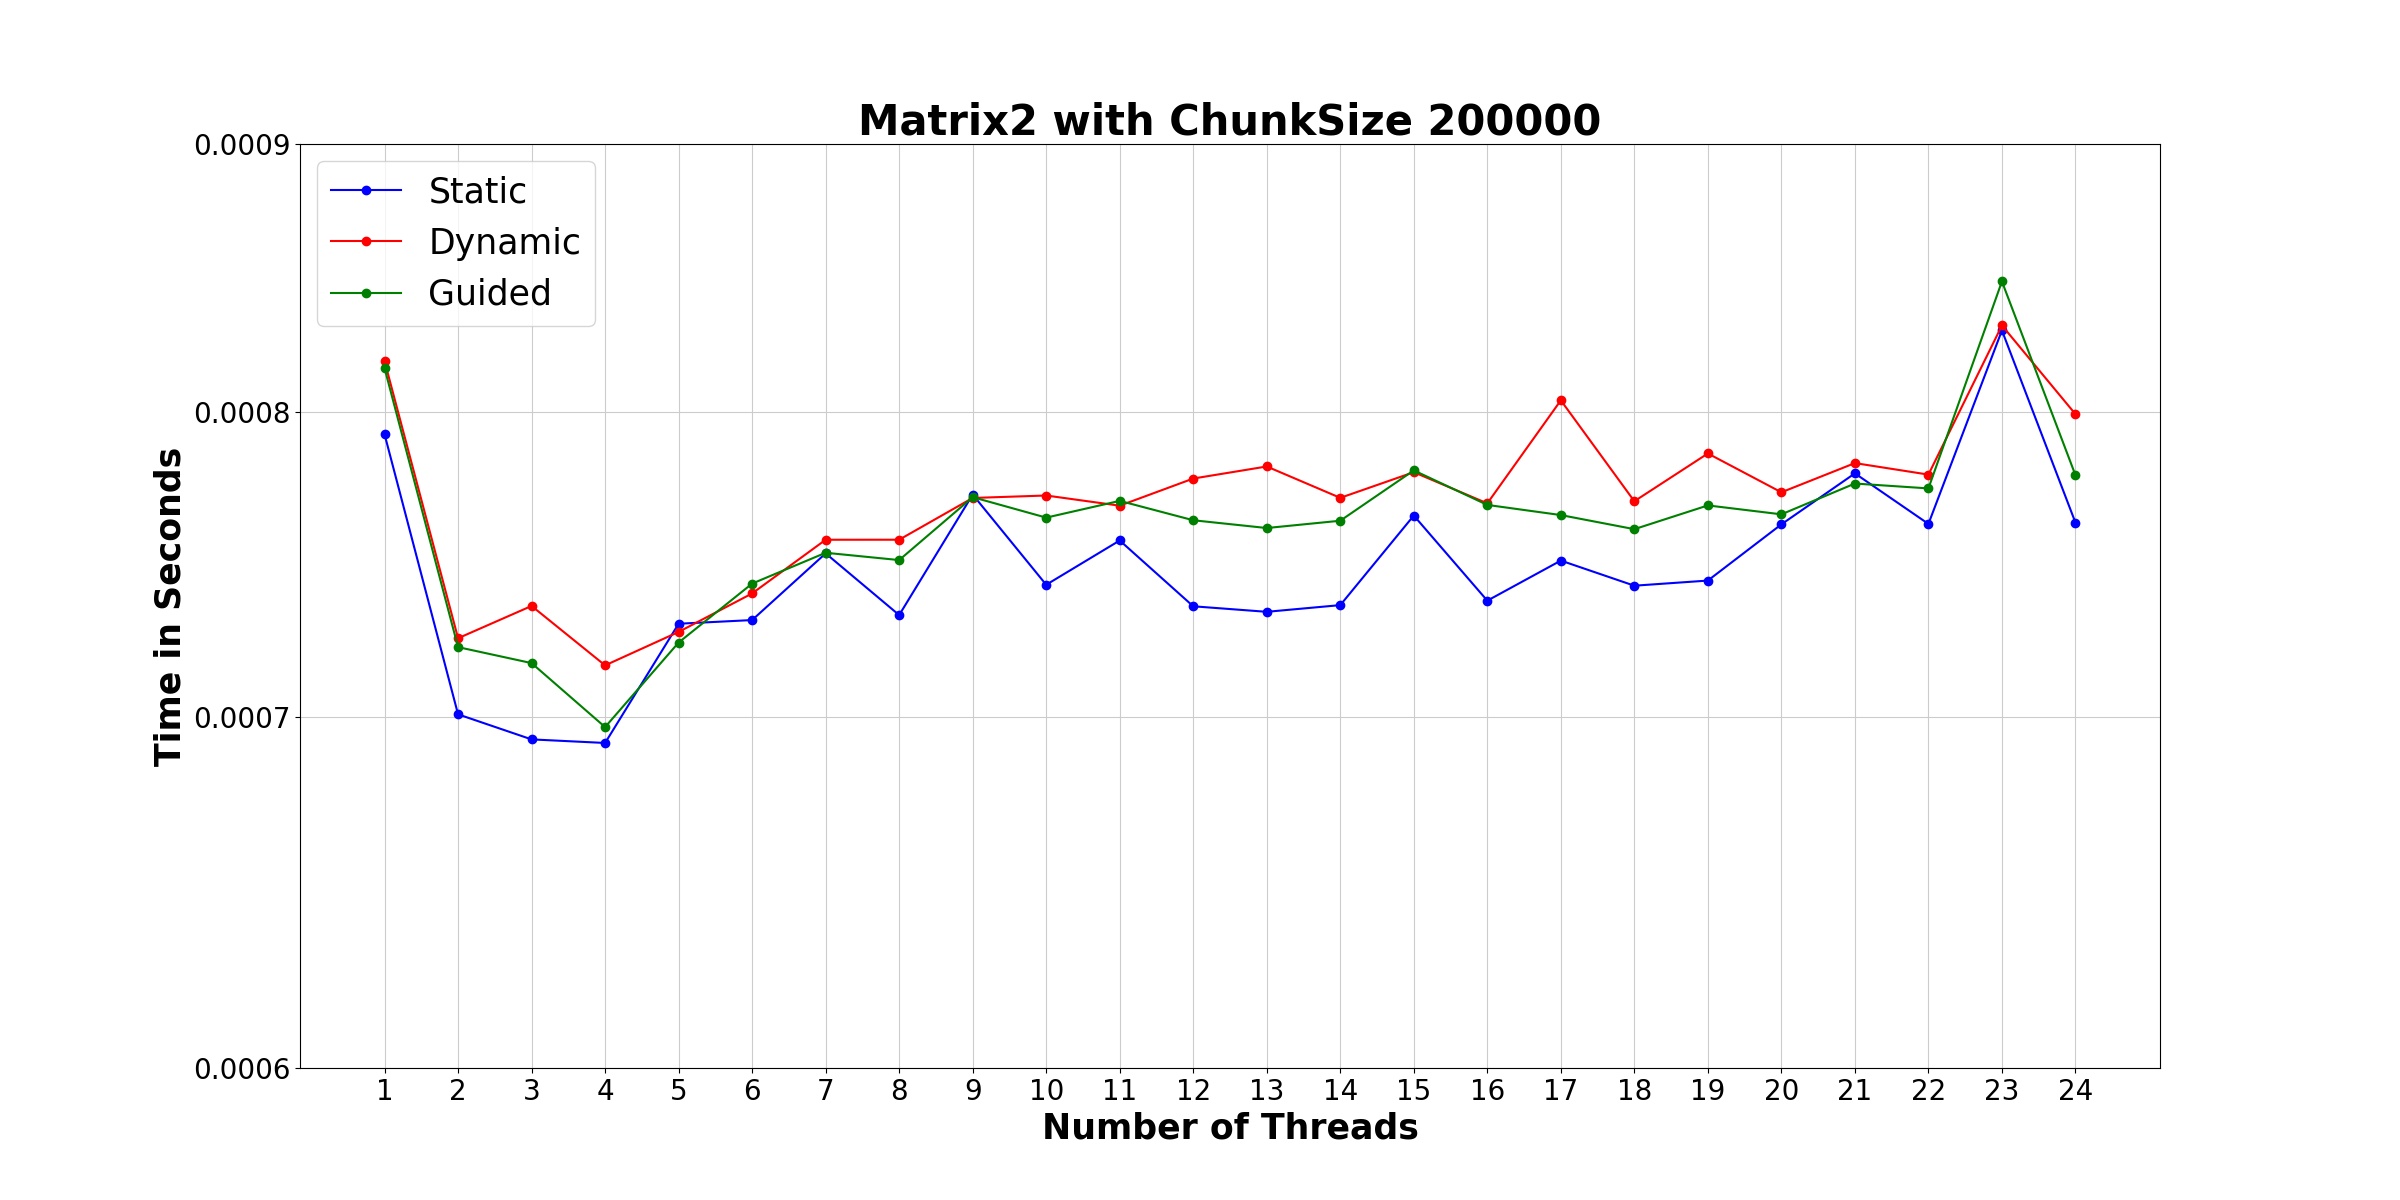 Matrix2 with ChunkSize 200000
0.0009
0.0008
0.0007
0.0006
Time in Seconds
Static
Dynamic
Guided
1 2 3 4 5 6 7 8 9 10 11 12 13 14 15 16 17 18 19 20 21 22 23 24
Number of Threads